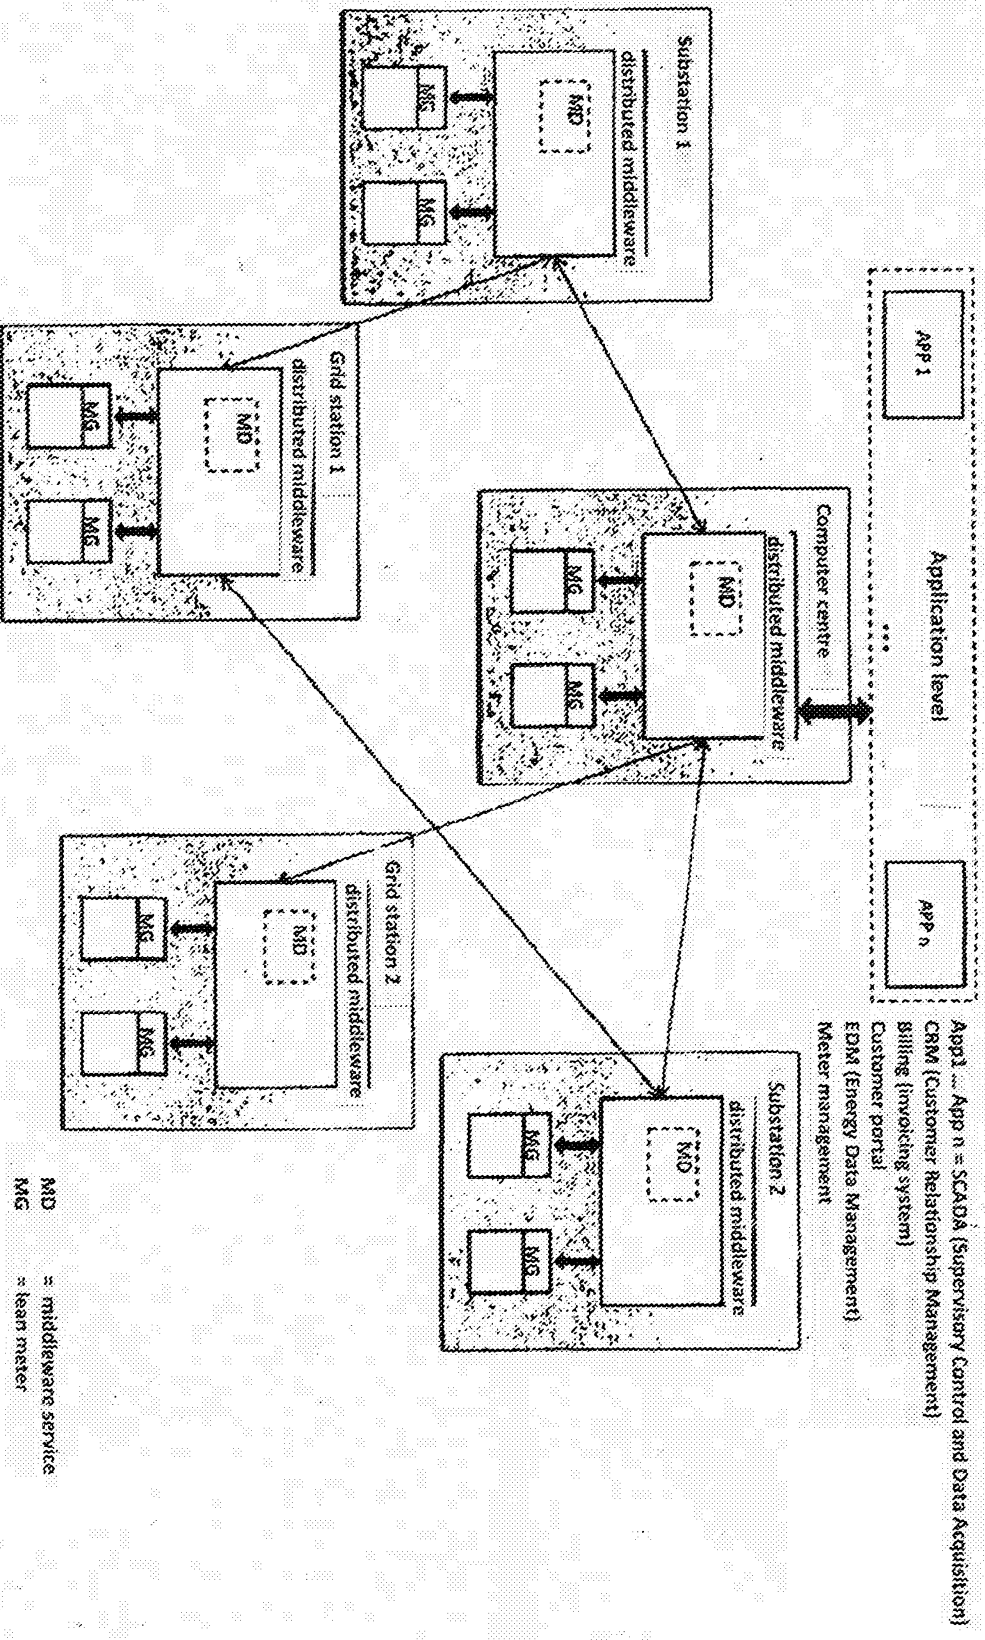 Application level
APP 1
...
APP n
App1 ... App n = SCADA (Supervisory Control and Data Acquisition)
CRM (Customer Relationship Management)
Billing (invoicing system)
Customer portal
EDM (Energy Data Management)
Meter management
Computer centre
distributed middleware
MD
MG
MG
Substation 1
distributed middleware
MD
MG
MG
Substation 2
distributed middleware
MD
MG
MG
Grid station 1
distributed middleware
MD
MG
MG
Grid station 2
distributed middleware
MD
MG
MG
MD = middleware service
MG = lean meter